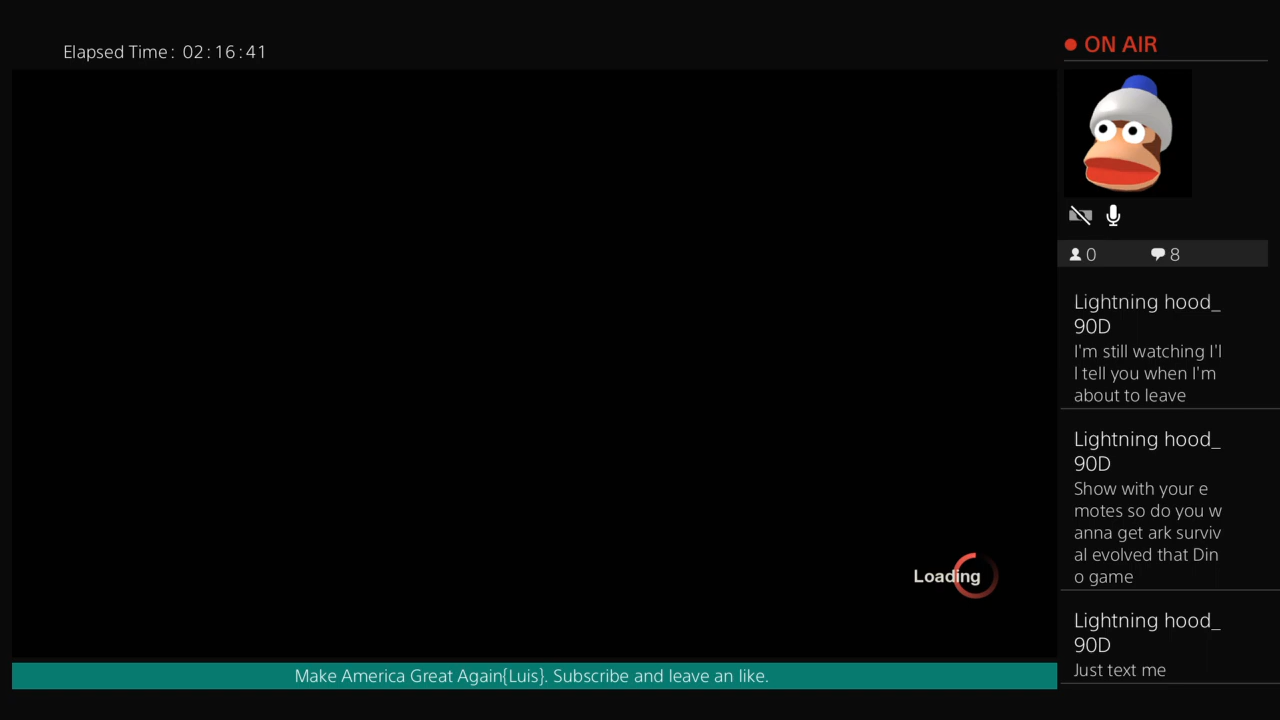 Elapsed Time: 02:16:41
ON AIR
0 8
Lightning hood_
90D
I'm still watching I'l
l tell you when I'm
about to leave
Lightning hood_
90D
Show with your e
motes so do you w
anna get ark surviv
al evolved that Din
o game
Loading
Lightning hood_
90D
Just text me
Make America Great Again{Luis}. Subscribe and leave an like.